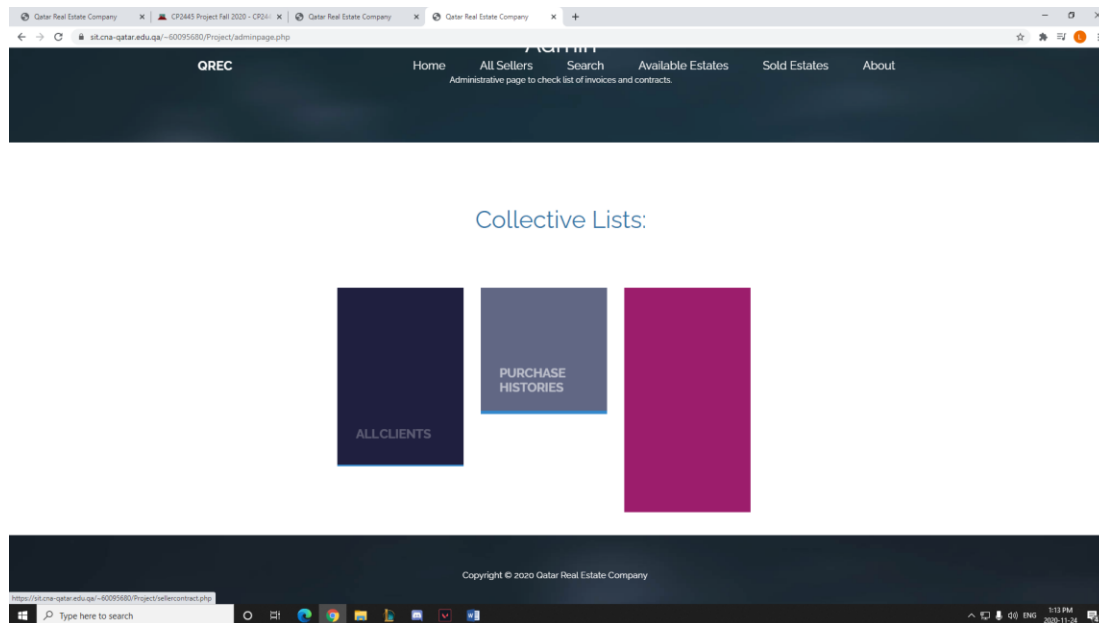 Qatar Real Estate Company
CP2445 Project Fall 2020 - CP244
Qatar Real Estate Company
Qatar Real Estate Company
sit.cna-qatar.edu.qa/~60095680/Project/adminpage.php
Admin
QREC Home All Sellers Search Available Estates Sold Estates About
Administrative page to check list of invoices and contracts.
Collective Lists:
PURCHASE
HISTORIES
ALL CLIENTS
Copyright © 2020 Qatar Real Estate Company
https://sit.cna-qatar.edu.qa/~60095680/Project/sellercontract.php
Type here to search
ENG
1:13 PM
2020-11-24